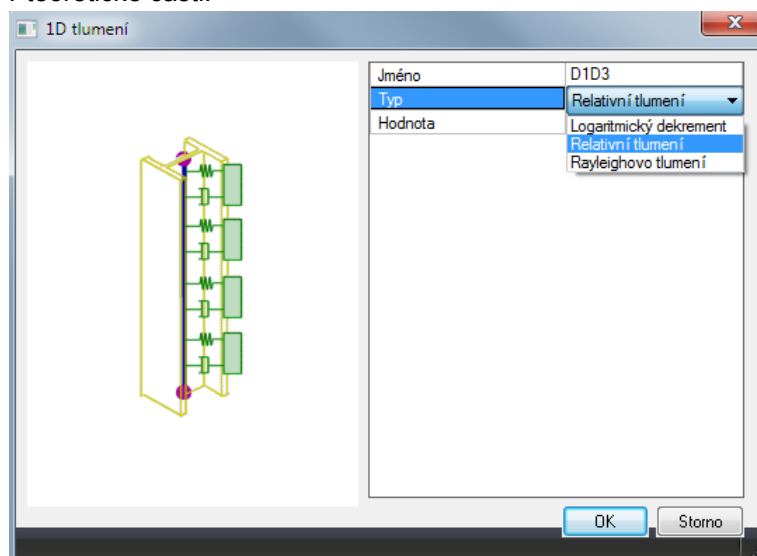 1D tlumení
x
Jméno D1D3
Typ Relativní tlumení
Hodnota
Logaritmický dekrement
Relativní tlumení
Rayleighovo tlumení
OK Storno